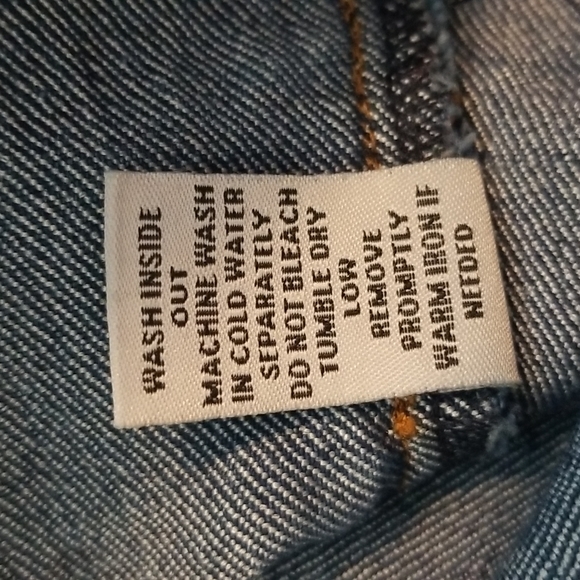 WASH INSIDE
OUT
MACHINE WASH
IN COLD WATER
SEPARATELY
DO NOT BLEACH
TUMBLE DRY
LOW
REMOVE
PROMPTLY
WARM IRON IF
NEEDED